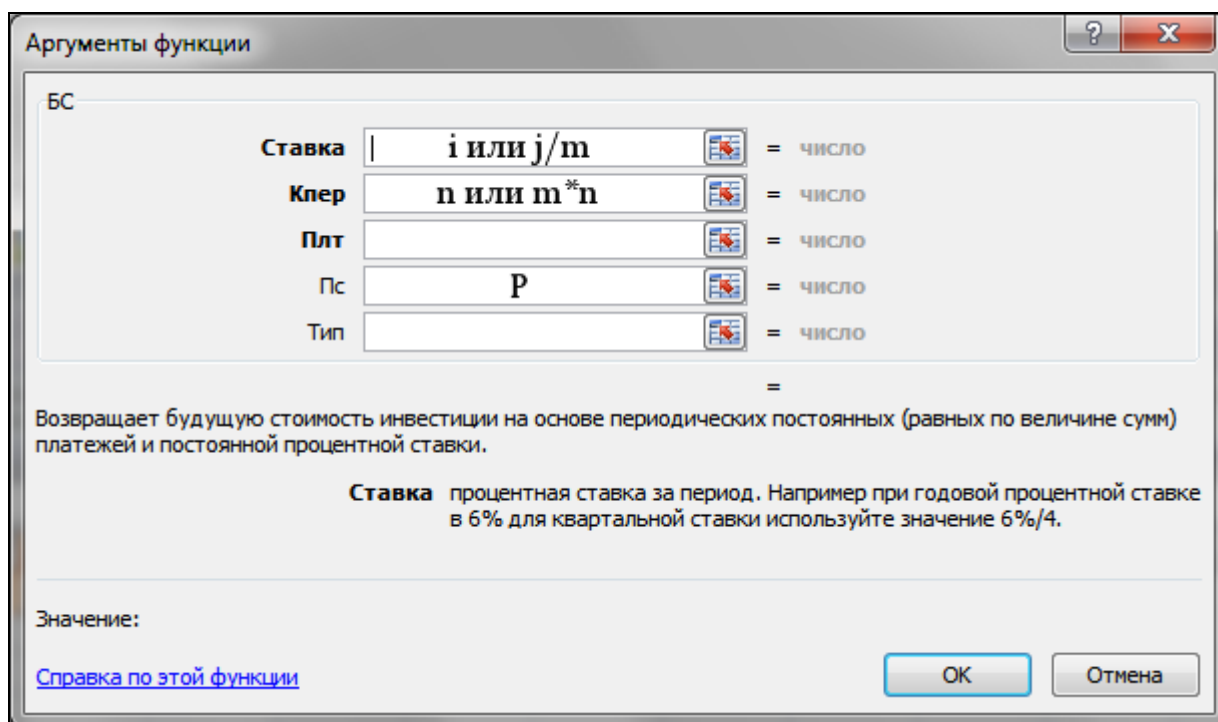 Аргументы функции
БС
Ставка i или j/m = число
Кпер n или m*n = число
Плт = число
Пс P = число
Тип = число
=
Возвращает будущую стоимость инвестиции на основе периодических постоянных (равных по величине сумм)
платежей и постоянной процентной ставки.
Ставка процентная ставка за период. Например при годовой процентной ставке
в 6% для квартальной ставки используйте значение 6%/4.
Значение:
Справка по этой функции
ОК Отмена